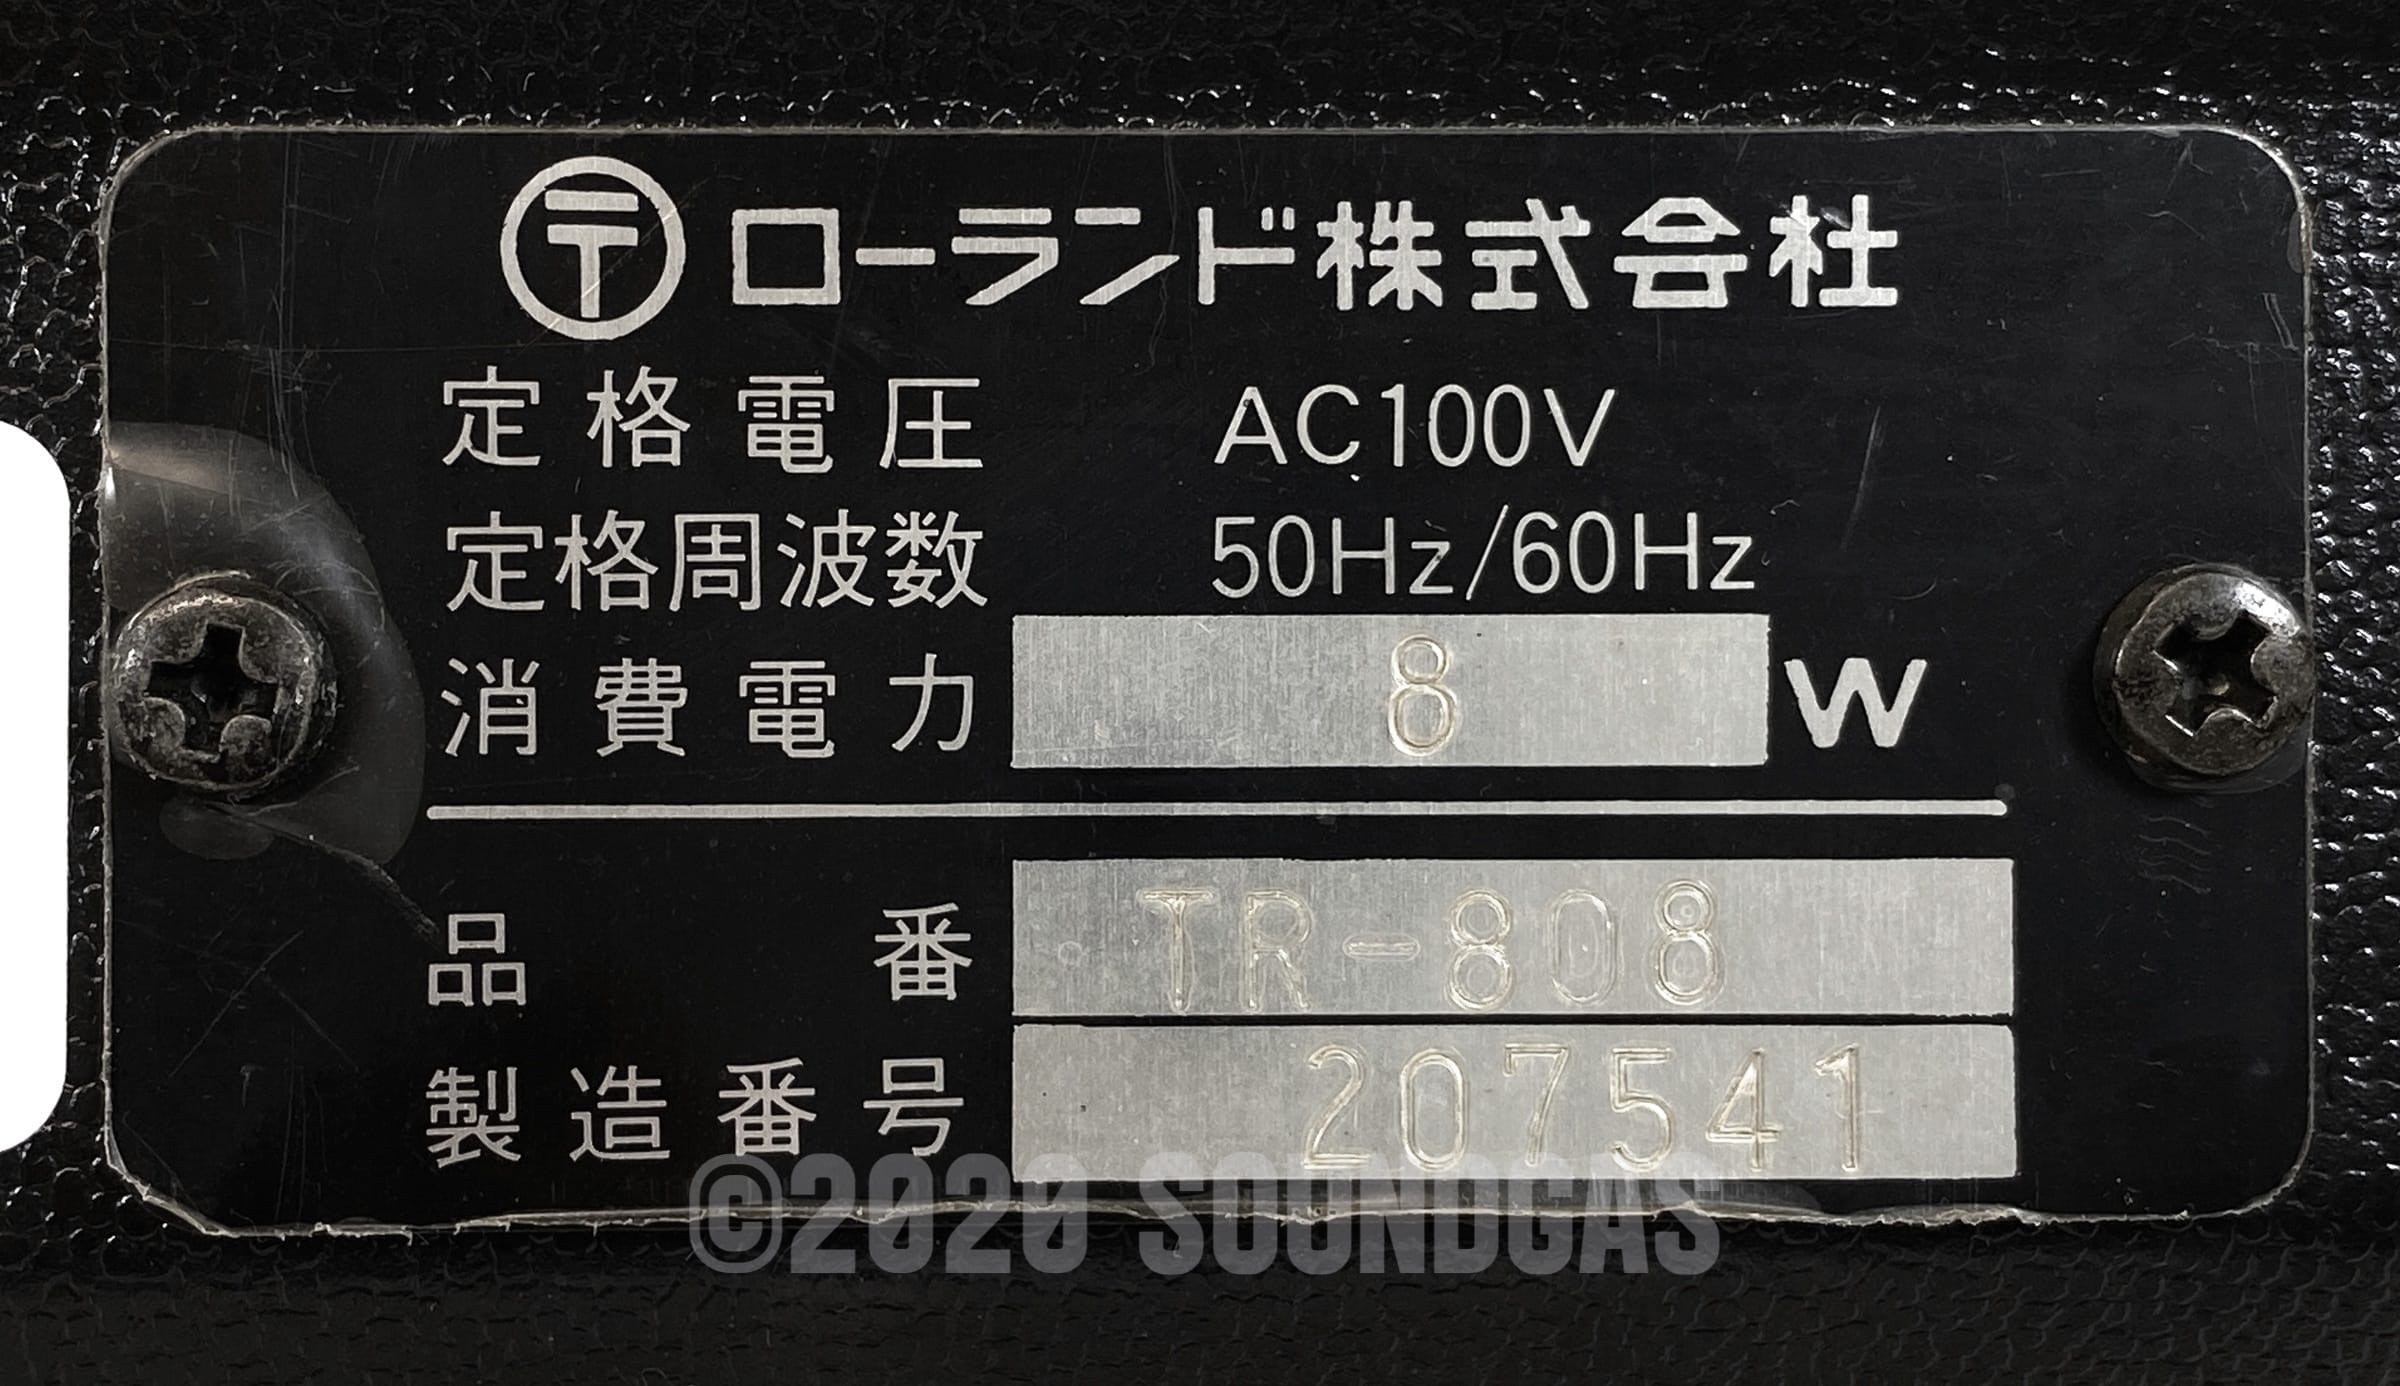 〒 ローランド株式会社
定格電圧 AC100V
定格周波数 50Hz/60Hz
消費電力 8 W
品番 TR-808
製造番号 207541
©2020 SOUNDGAS